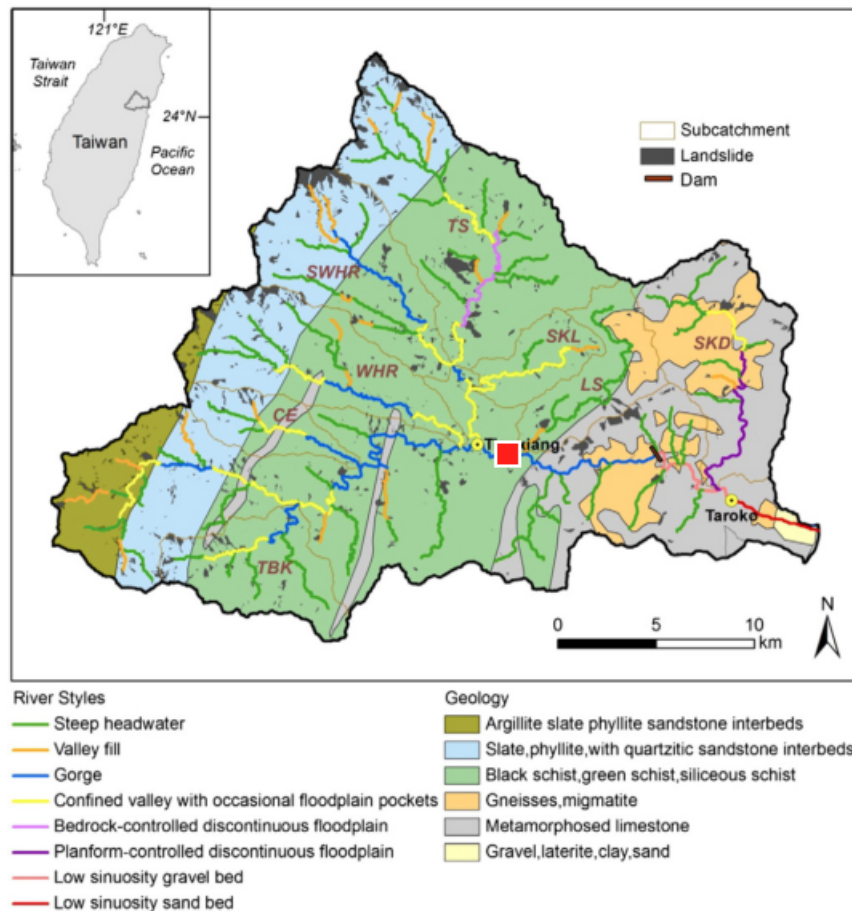 121°E
Taiwan
Strait
24°N
Taiwan
Pacific
Ocean
Subcatchment
Landslide
Dam
TS
SWHR
SKL
SKD
WHR
LS
CE
Taroko
TBK
N
0 5 10
km
River Styles
Steep headwater
Valley fill
Gorge
Confined valley with occasional floodplain pockets
Bedrock-controlled discontinuous floodplain
Planform-controlled discontinuous floodplain
Low sinuosity gravel bed
Low sinuosity sand bed
Geology
Argillite slate phyllite sandstone interbeds
Slate,phyllite,with quartzitic sandstone interbeds
Black schist,green schist,siliceous schist
Gneisses,migmatite
Metamorphosed limestone
Gravel,laterite,clay,sand